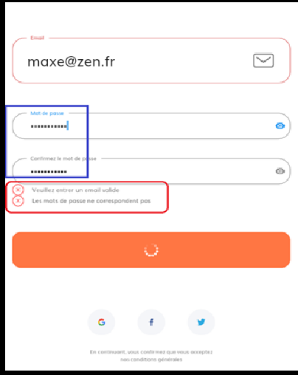 Email
maxe@zen.fr
Mot de passe
•••••••••••
Confirmez le mot de passe
•••••••••••
Veuillez entrer un email valide
Les mots de passe ne correspondent pas
G
f
En continuant, vous confirmez que vous acceptez
nos conditions générales